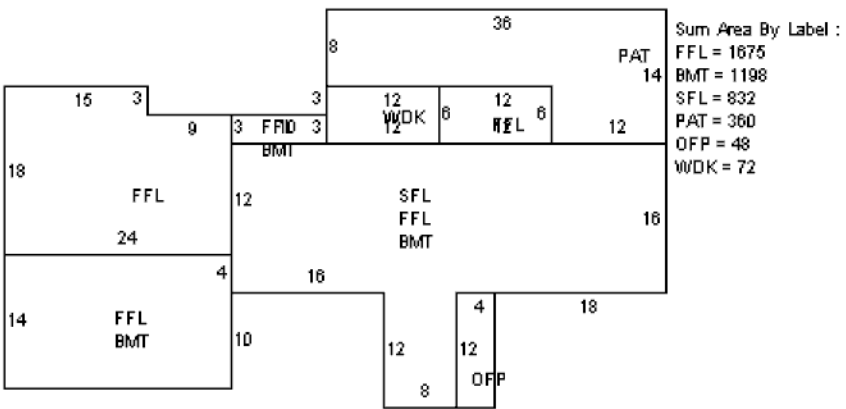 36
Sum Area By Label :
FFL = 1675
BMT = 1198
SFL = 832
PAT = 360
OFP = 48
WDK = 72
8
PAT
14
15
3
3
12
12
9
3
3
WDK
12
6
6
12
BMT
18
FFL
12
SFL
FFL
BMT
16
24
4
16
4
18
14
FFL
BMT
10
12
12
8
OFP